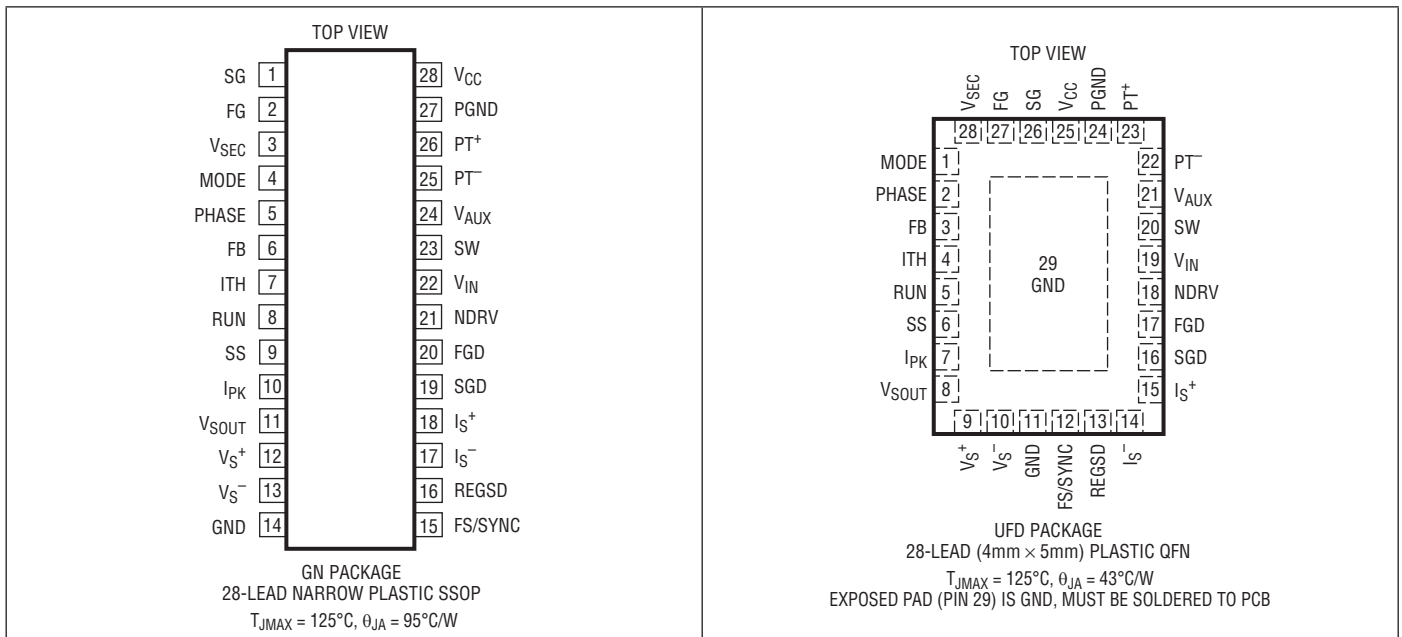 TOP VIEW
SG 1 28 VCC
FG 2 27 PGND
VSEC 3 26 PT+
MODE 4 25 PT–
PHASE 5 24 VAUX
FB 6 23 SW
ITH 7 22 VIN
RUN 8 21 NDRV
SS 9 20 FGD
IPK 10 19 SGD
VSOUT 11 18 IS+
VS+ 12 17 IS–
VS– 13 16 REGSD
GND 14 15 FS/SYNC
GN PACKAGE
28-LEAD NARROW PLASTIC SSOP
TJMAX = 125°C, θJA = 95°C/W
TOP VIEW
VSEC FG SG VCC PGND PT+
28 27 26 25 24 23
MODE 1 22 PT–
PHASE 2 21 VAUX
FB 3 20 SW
ITH 4 19 VIN
RUN 5 18 NDRV
SS 6 17 FGD
IPK 7 16 SGD
VSOUT 8 15 IS+
29
GND
9 10 11 12 13 14
VS+ VS– GND FS/SYNC REGSD IS–
UFD PACKAGE
28-LEAD (4mm × 5mm) PLASTIC QFN
TJMAX = 125°C, θJA = 43°C/W
EXPOSED PAD (PIN 29) IS GND, MUST BE SOLDERED TO PCB